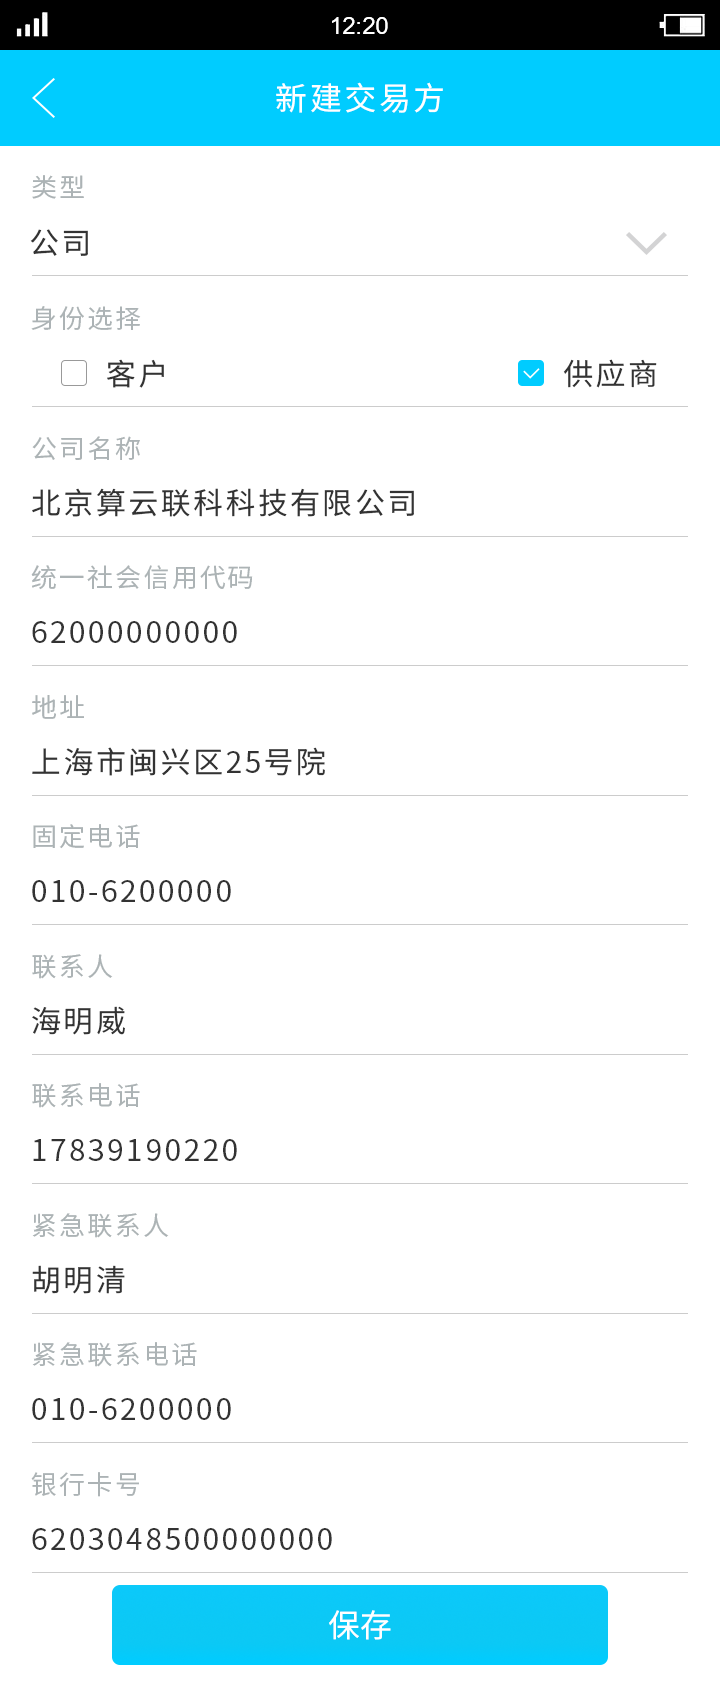 12:20
新建交易方
类型
公司
身份选择
客户 供应商
公司名称
北京算云联科科技有限公司
统一社会信用代码
62000000000
地址
上海市闽兴区25号院
固定电话
010-6200000
联系人
海明威
联系电话
17839190220
紧急联系人
胡明清
紧急联系电话
010-6200000
银行卡号
6203048500000000
保存